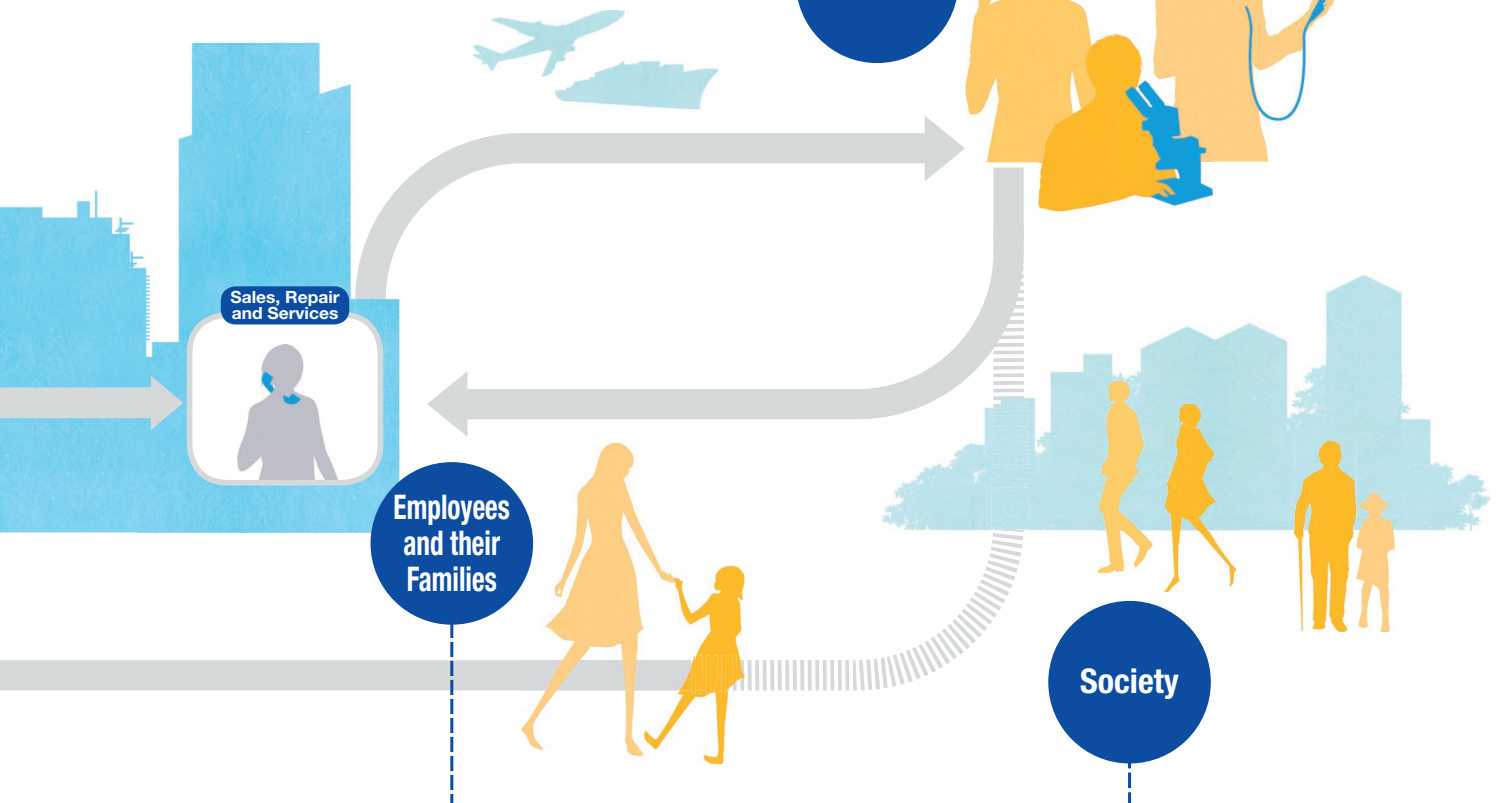 Sales, Repair
and Services
Employees
and their
Families
Society